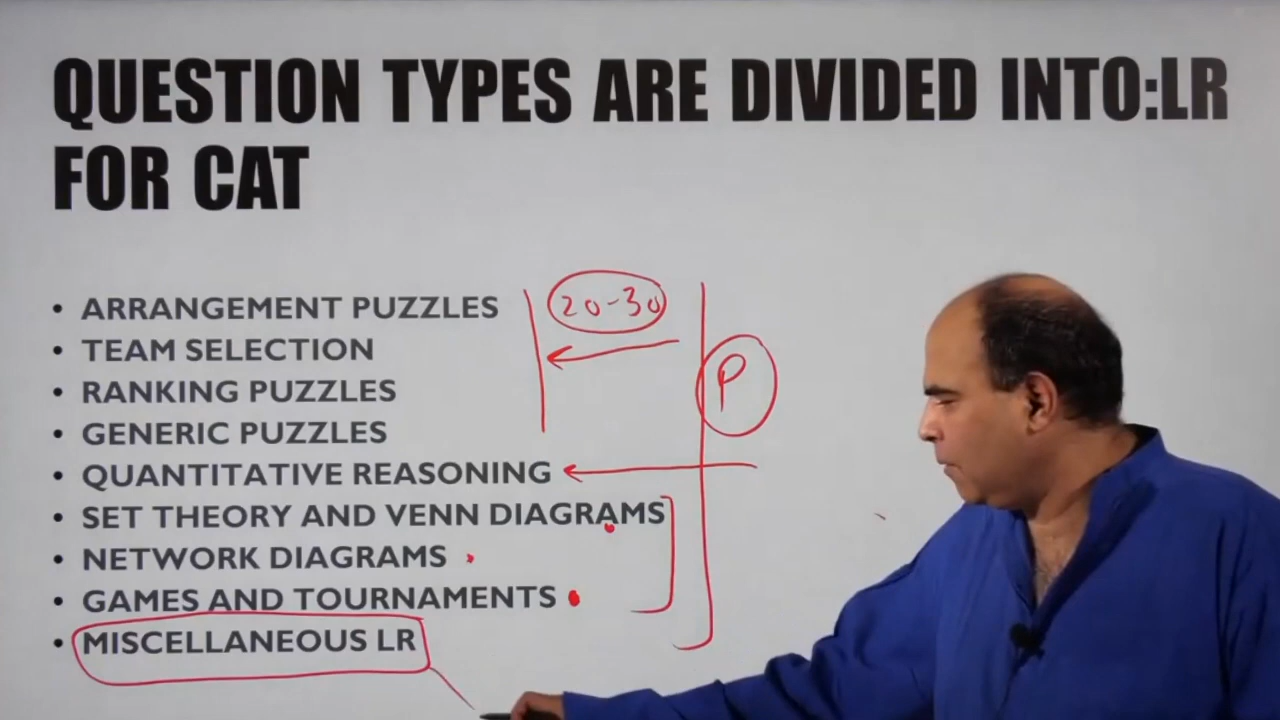 QUESTION TYPES ARE DIVIDED INTO:LR
FOR CAT
• ARRANGEMENT PUZZLES
20-30
• TEAM SELECTION
P
• RANKING PUZZLES
• GENERIC PUZZLES
• QUANTITATIVE REASONING
• SET THEORY AND VENN DIAGRAMS
• NETWORK DIAGRAMS
• GAMES AND TOURNAMENTS
• MISCELLANEOUS LR